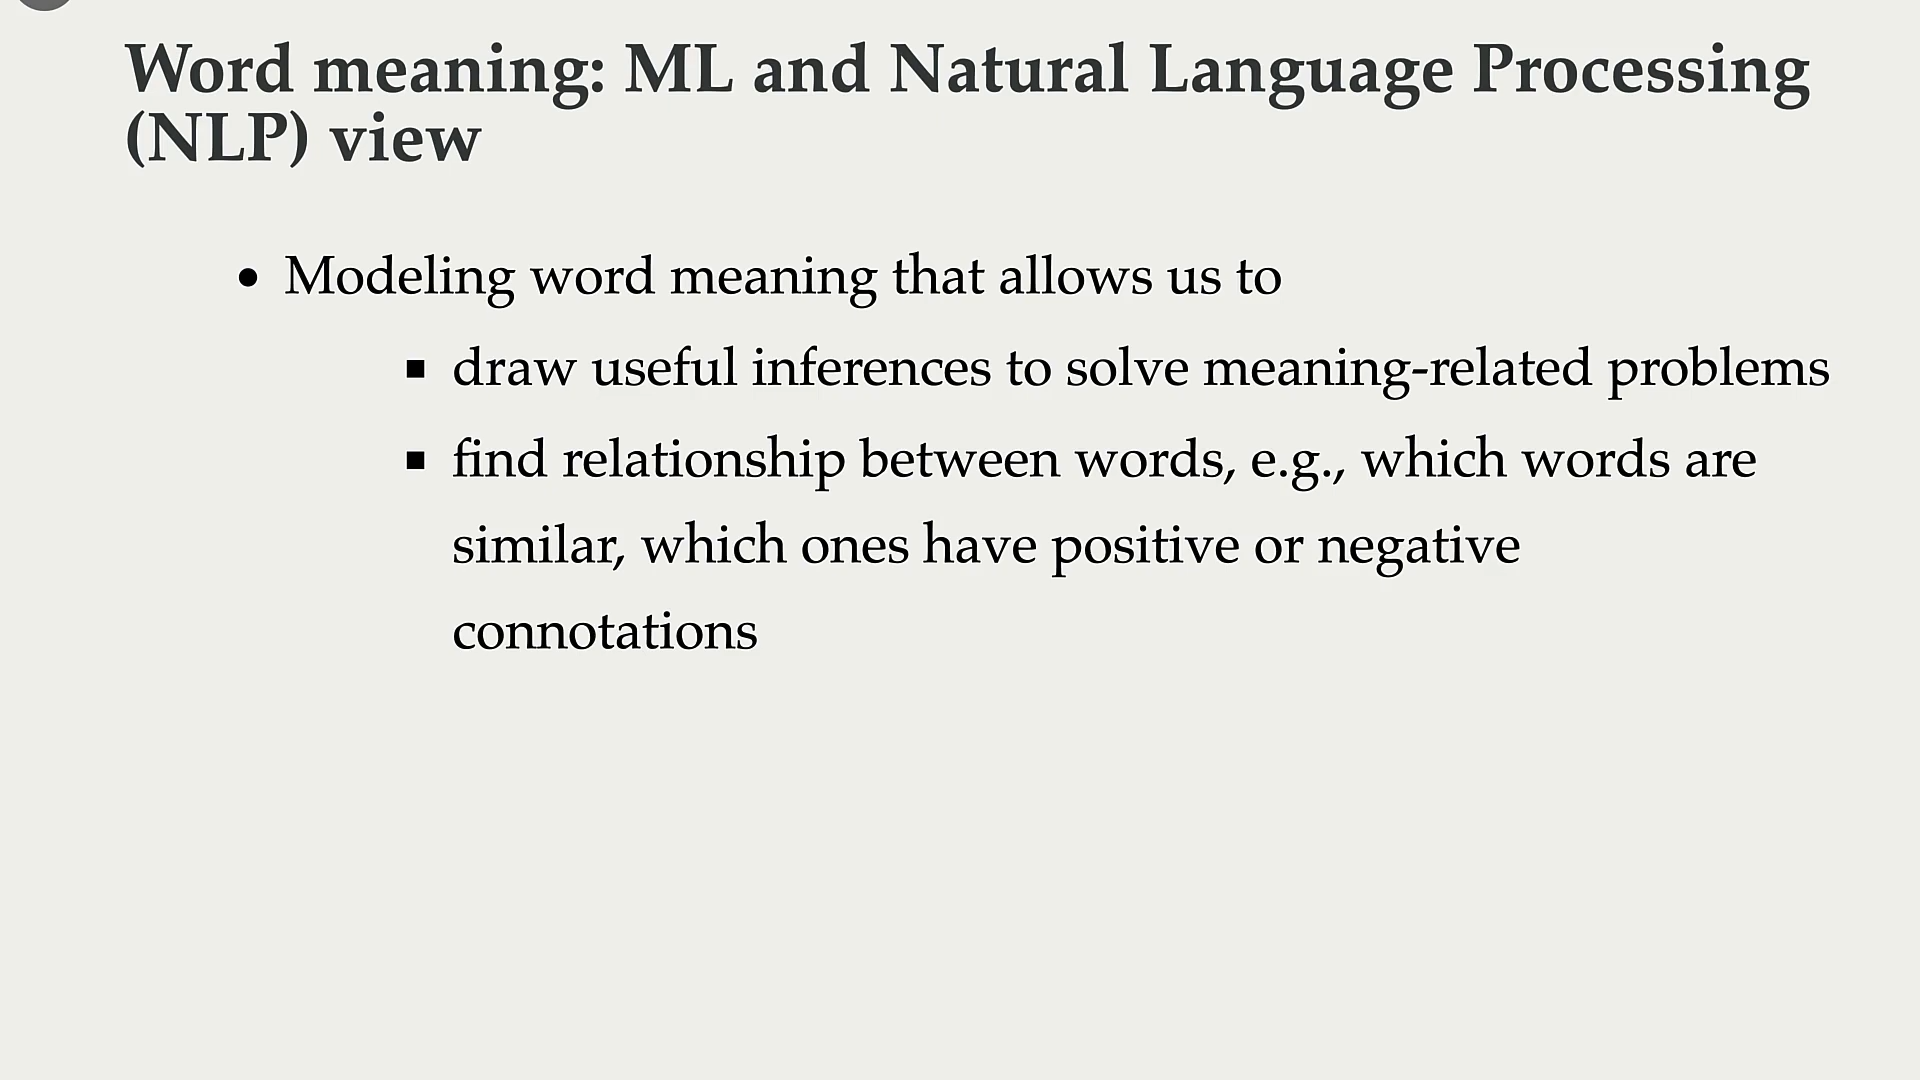 Word meaning: ML and Natural Language Processing
(NLP) view
• Modeling word meaning that allows us to
▪ draw useful inferences to solve meaning-related problems
▪ find relationship between words, e.g., which words are
similar, which ones have positive or negative
connotations